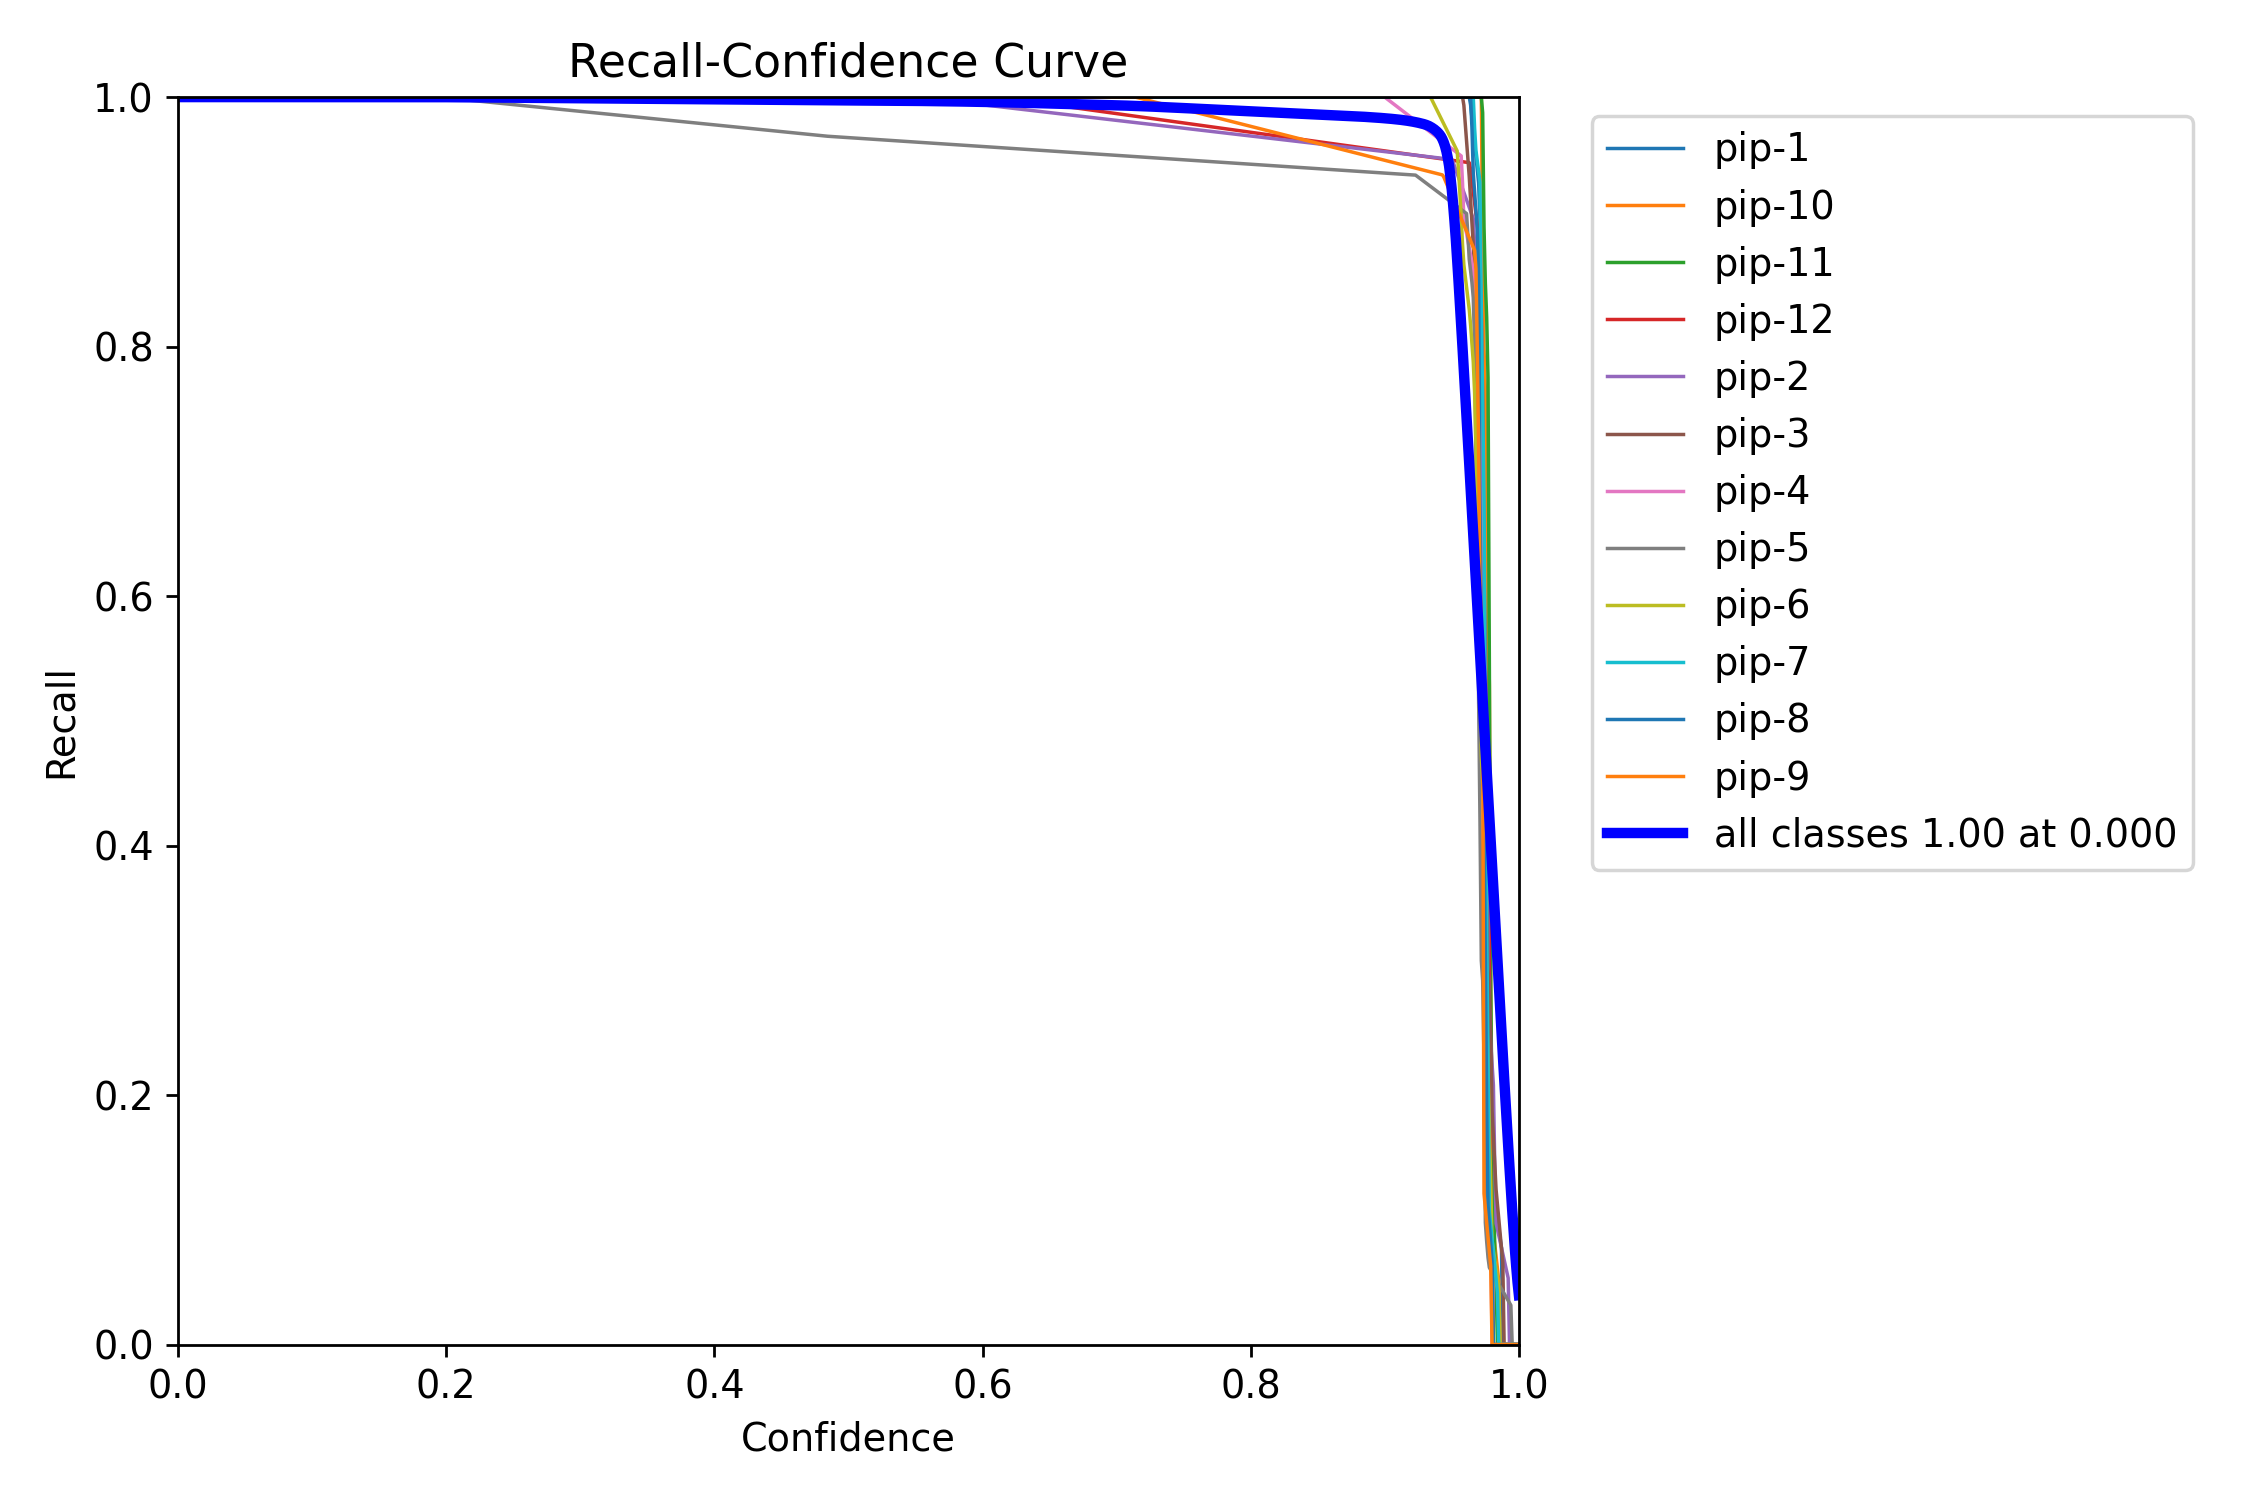 Recall-Confidence Curve
1.0
0.8
0.6
0.4
0.2
0.0
Recall
0.0 0.2 0.4 0.6 0.8 1.0
Confidence
pip-1
pip-10
pip-11
pip-12
pip-2
pip-3
pip-4
pip-5
pip-6
pip-7
pip-8
pip-9
all classes 1.00 at 0.000